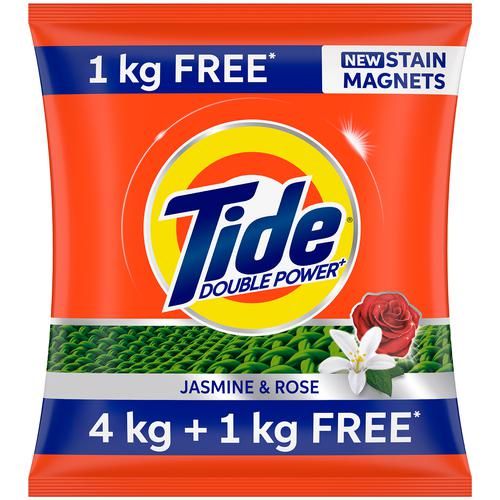 1 kg FREE*
NEW STAIN
MAGNETS
Tide®
DOUBLE POWER+
JASMINE & ROSE
4 kg + 1 kg FREE*